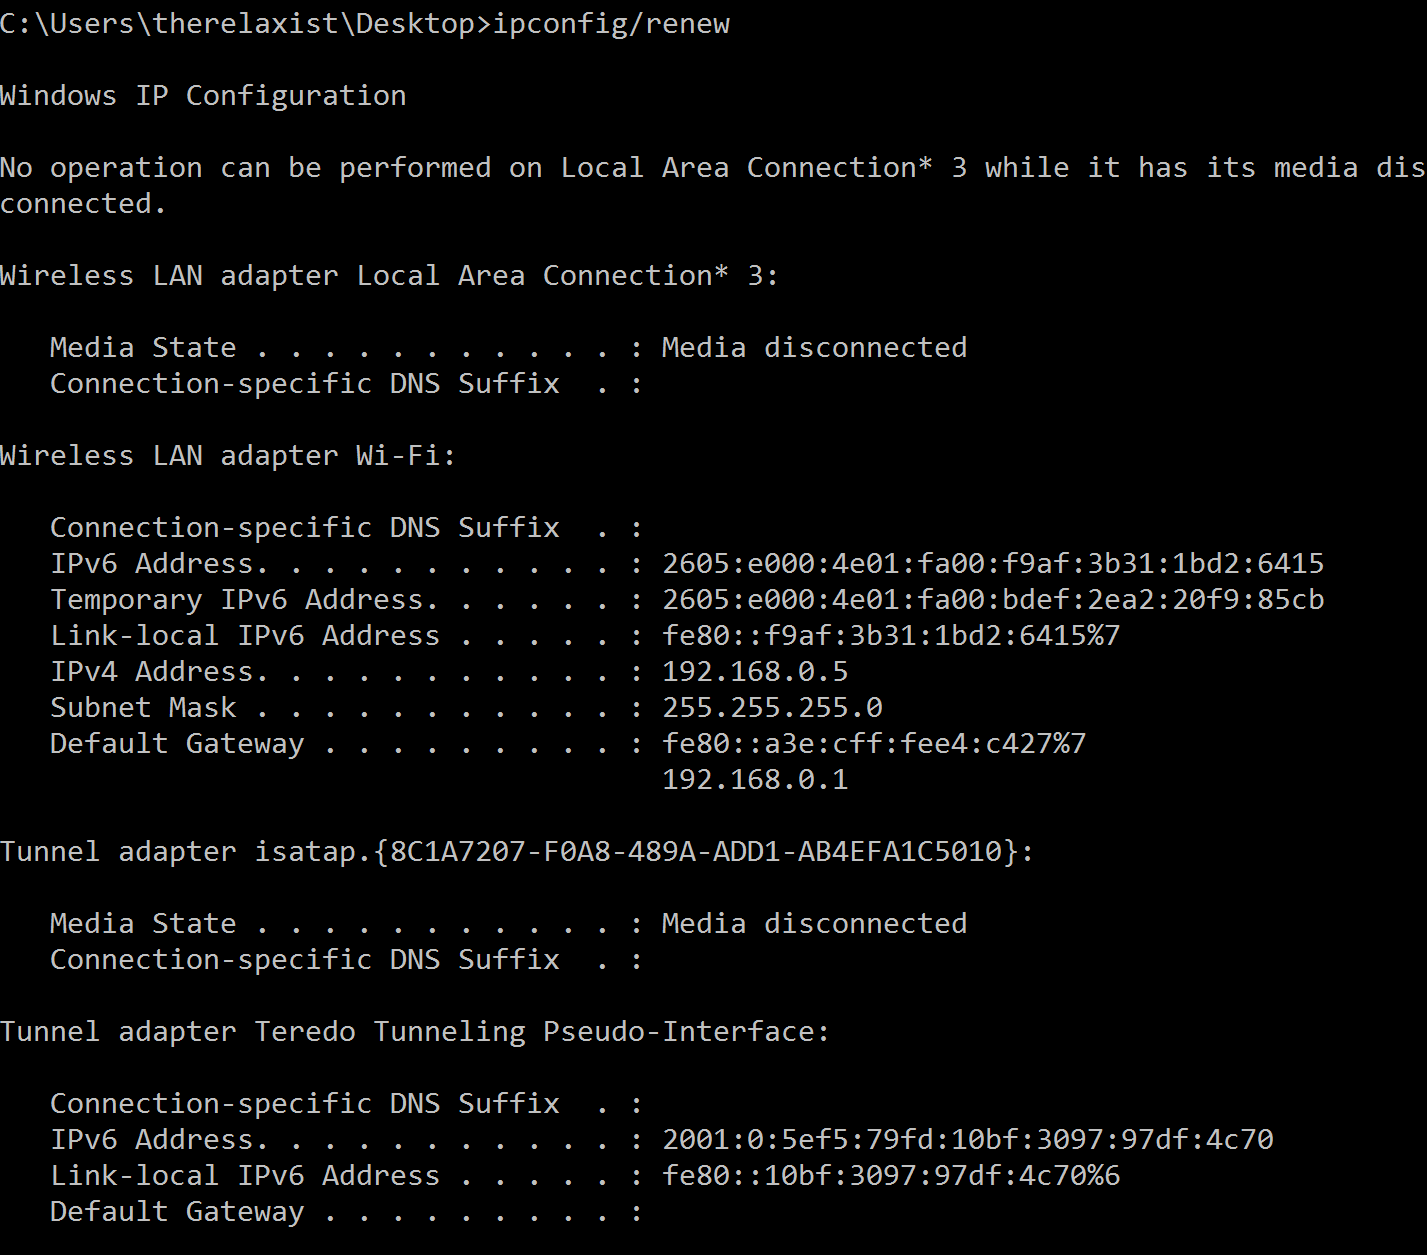 C:\Users\therelaxist\Desktop>ipconfig/renew
Windows IP Configuration
No operation can be performed on Local Area Connection* 3 while it has its media dis
connected.
Wireless LAN adapter Local Area Connection* 3:
Media State . . . . . . . . . . . : Media disconnected
Connection-specific DNS Suffix  . :
Wireless LAN adapter Wi-Fi:
Connection-specific DNS Suffix  . :
IPv6 Address. . . . . . . . . . . : 2605:e000:4e01:fa00:f9af:3b31:1bd2:6415
Temporary IPv6 Address. . . . . . : 2605:e000:4e01:fa00:bdef:2ea2:20f9:85cb
Link-local IPv6 Address . . . . . : fe80::f9af:3b31:1bd2:6415%7
IPv4 Address. . . . . . . . . . . : 192.168.0.5
Subnet Mask . . . . . . . . . . . : 255.255.255.0
Default Gateway . . . . . . . . . : fe80::a3e:cff:fee4:c427%7
192.168.0.1
Tunnel adapter isatap.{8C1A7207-F0A8-489A-ADD1-AB4EFA1C5010}:
Media State . . . . . . . . . . . : Media disconnected
Connection-specific DNS Suffix  . :
Tunnel adapter Teredo Tunneling Pseudo-Interface:
Connection-specific DNS Suffix  . :
IPv6 Address. . . . . . . . . . . : 2001:0:5ef5:79fd:10bf:3097:97df:4c70
Link-local IPv6 Address . . . . . : fe80::10bf:3097:97df:4c70%6
Default Gateway . . . . . . . . . :